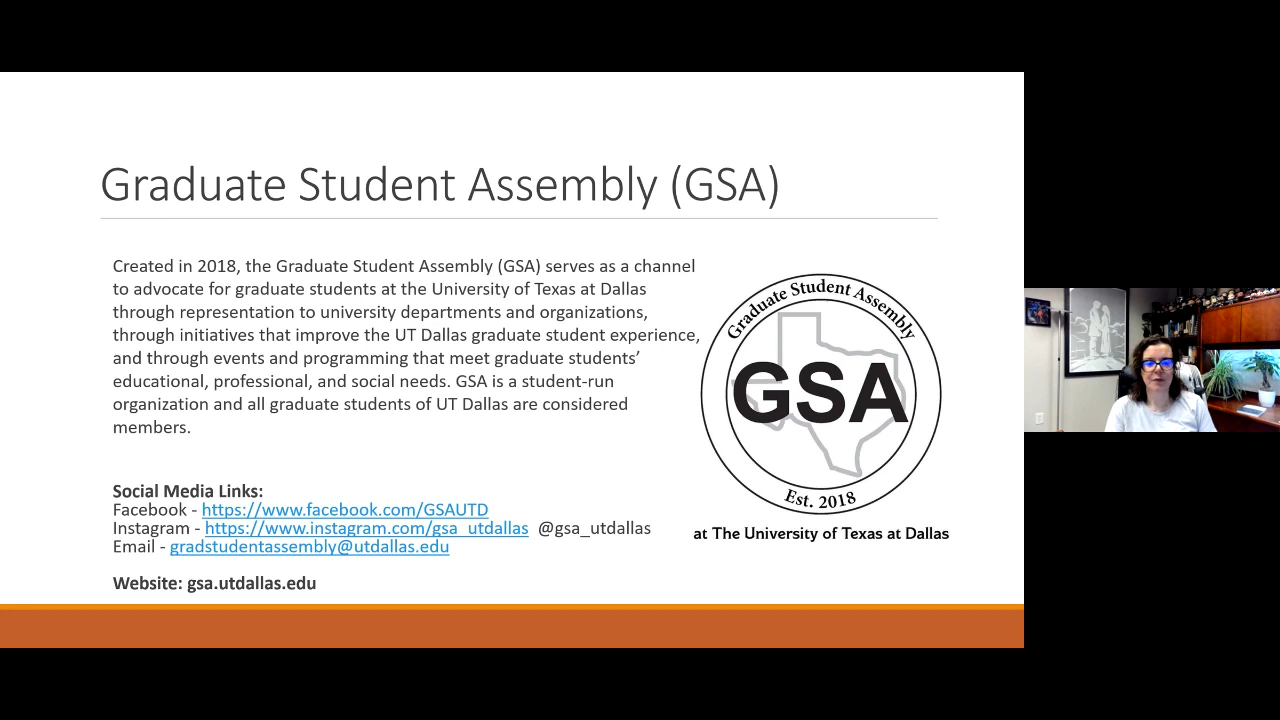 Graduate Student Assembly (GSA)
Created in 2018, the Graduate Student Assembly (GSA) serves as a channel
to advocate for graduate students at the University of Texas at Dallas
through representation to university departments and organizations,
through initiatives that improve the UT Dallas graduate student experience,
and through events and programming that meet graduate students’
educational, professional, and social needs. GSA is a student-run
organization and all graduate students of UT Dallas are considered
members.
Social Media Links:
Facebook - https://www.facebook.com/GSAUTD
Instagram - https://www.instagram.com/gsa_utdallas @gsa_utdallas
Email - gradstudentassembly@utdallas.edu
Website: gsa.utdallas.edu
Graduate Student Assembly
GSA
Est. 2018
at The University of Texas at Dallas